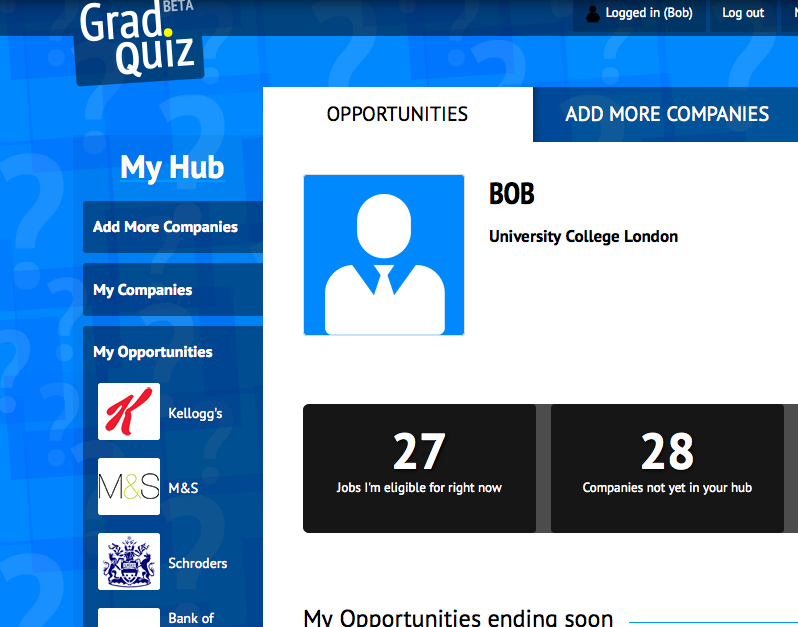 Grad.
BETA
Quiz
Logged in (Bob)
Log out
OPPORTUNITIES
ADD MORE COMPANIES
My Hub
BOB
University College London
Add More Companies
My Companies
My Opportunities
K
Kellogg's
M&S
M&S
Schroders
Bank of
27
Jobs I'm eligible for right now
28
Companies not yet in your hub
My Opportunities ending soon